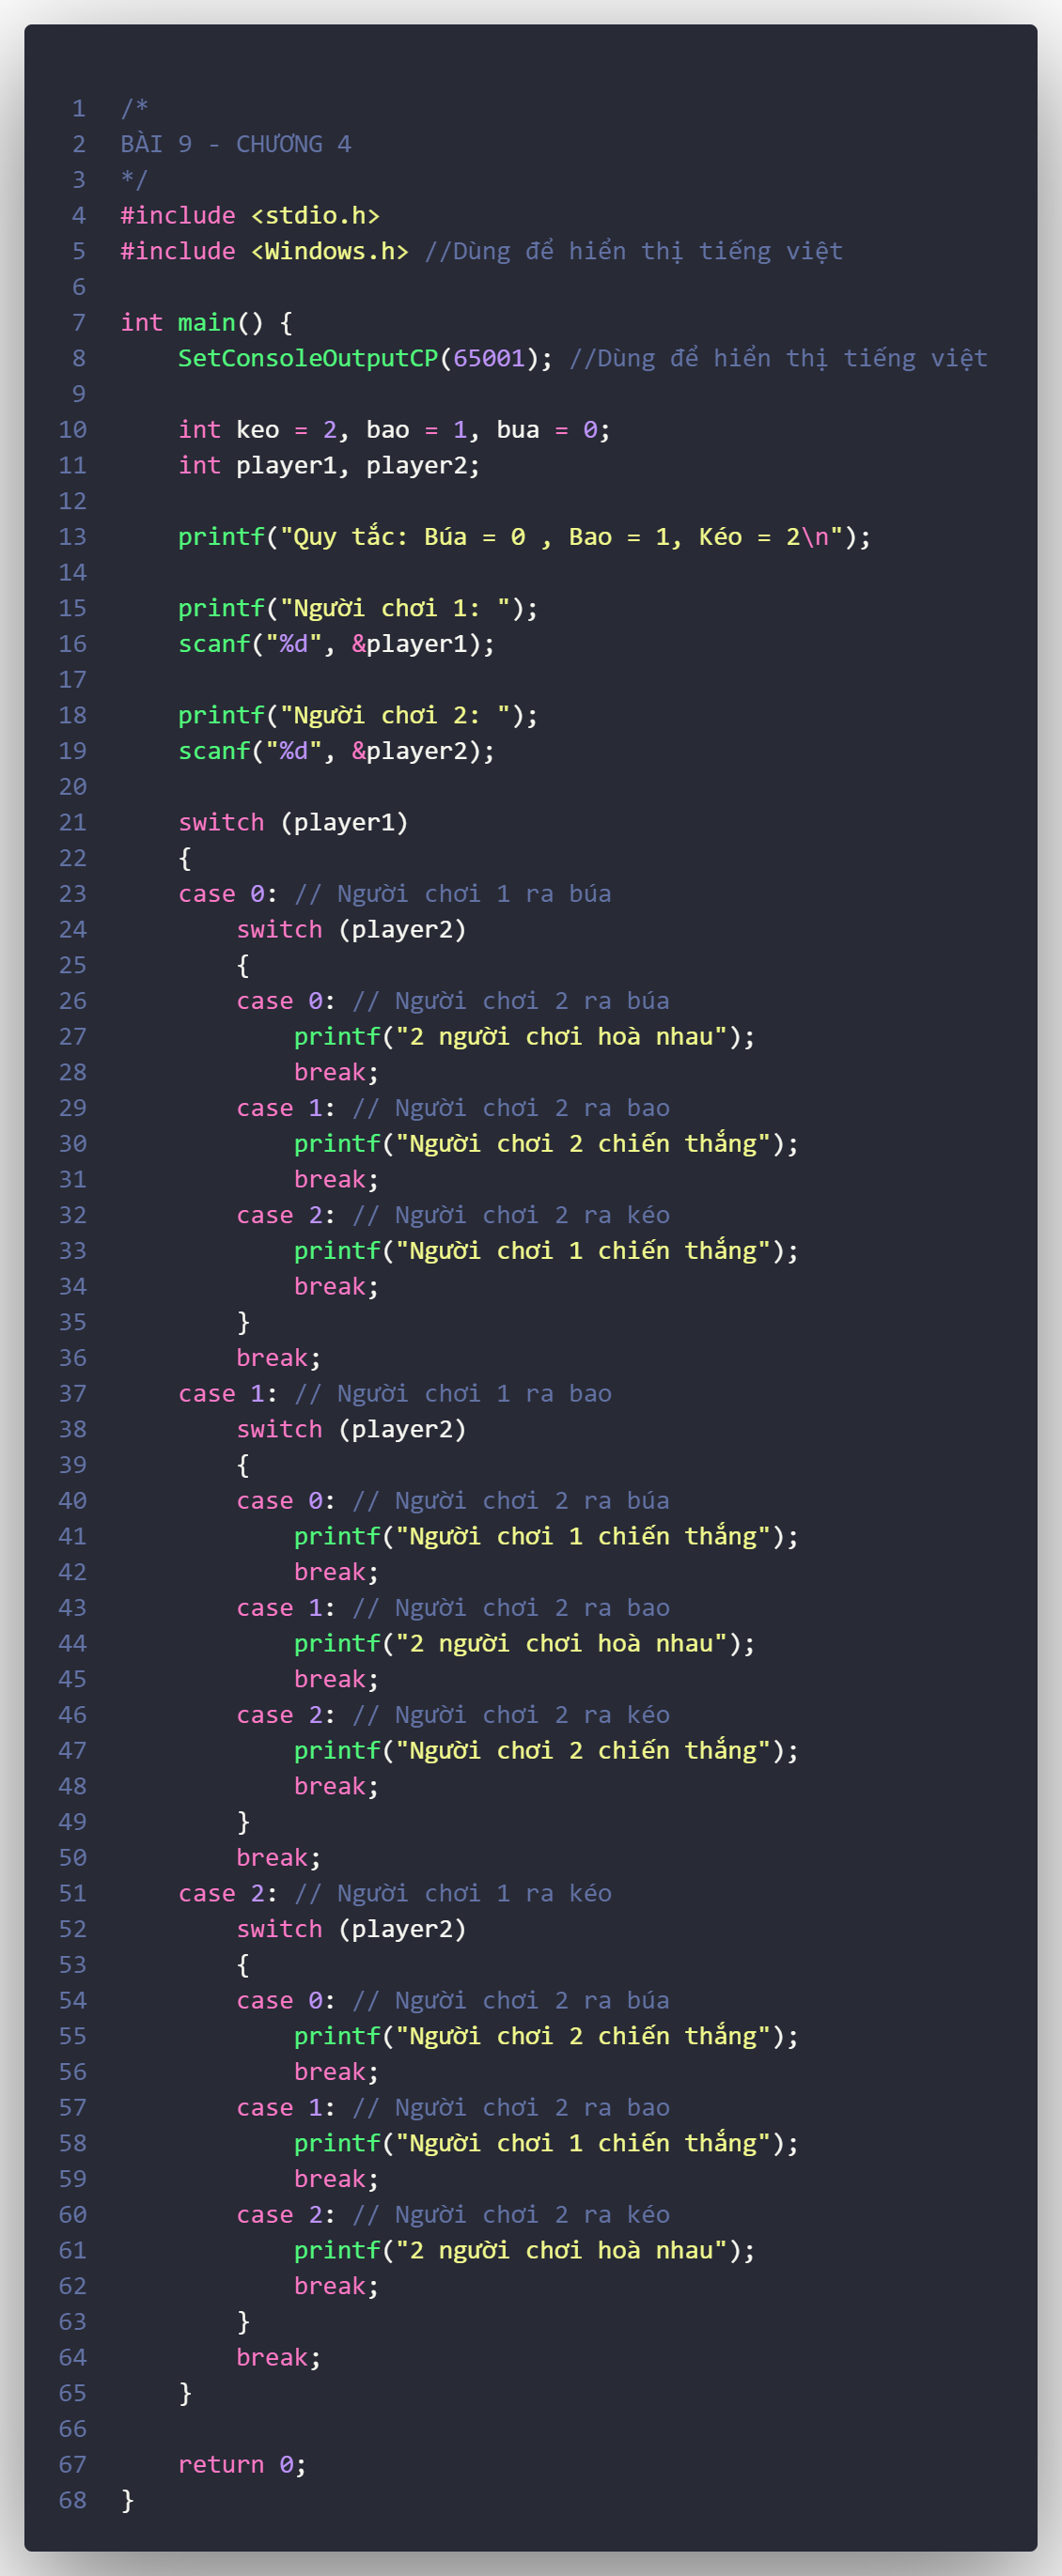 1 /*
2 BÀI 9 - CHƯƠNG 4
3 */
4 #include <stdio.h>
5 #include <Windows.h> //Dùng để hiển thị tiếng việt
6
7 int main() {
8     SetConsoleOutputCP(65001); //Dùng để hiển thị tiếng việt
9
10     int keo = 2, bao = 1, bua = 0;
11     int player1, player2;
12
13     printf("Quy tắc: Búa = 0 , Bao = 1, Kéo = 2\n");
14
15     printf("Người chơi 1: ");
16     scanf("%d", &player1);
17
18     printf("Người chơi 2: ");
19     scanf("%d", &player2);
20
21     switch (player1)
22     {
23     case 0: // Người chơi 1 ra búa
24         switch (player2)
25         {
26         case 0: // Người chơi 2 ra búa
27             printf("2 người chơi hoà nhau");
28             break;
29         case 1: // Người chơi 2 ra bao
30             printf("Người chơi 2 chiến thắng");
31             break;
32         case 2: // Người chơi 2 ra kéo
33             printf("Người chơi 1 chiến thắng");
34             break;
35         }
36         break;
37     case 1: // Người chơi 1 ra bao
38         switch (player2)
39         {
40         case 0: // Người chơi 2 ra búa
41             printf("Người chơi 1 chiến thắng");
42             break;
43         case 1: // Người chơi 2 ra bao
44             printf("2 người chơi hoà nhau");
45             break;
46         case 2: // Người chơi 2 ra kéo
47             printf("Người chơi 2 chiến thắng");
48             break;
49         }
50         break;
51     case 2: // Người chơi 1 ra kéo
52         switch (player2)
53         {
54         case 0: // Người chơi 2 ra búa
55             printf("Người chơi 2 chiến thắng");
56             break;
57         case 1: // Người chơi 2 ra bao
58             printf("Người chơi 1 chiến thắng");
59             break;
60         case 2: // Người chơi 2 ra kéo
61             printf("2 người chơi hoà nhau");
62             break;
63         }
64         break;
65     }
66
67     return 0;
68 }